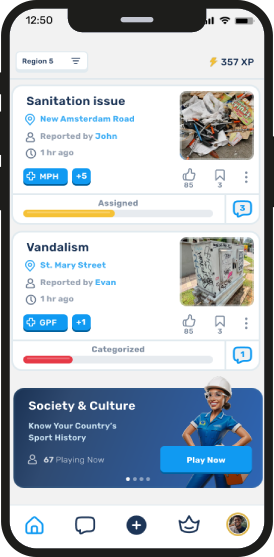 12:50
Region 5
357 XP
Sanitation issue
New Amsterdam Road
Reported by John
1 hr ago
MPH +5
85 3
Assigned
3
Vandalism
St. Mary Street
Reported by Evan
1 hr ago
GPF +1
85 3
Categorized
1
Society & Culture
Know Your Country's
Sport History
67 Playing Now
Play Now